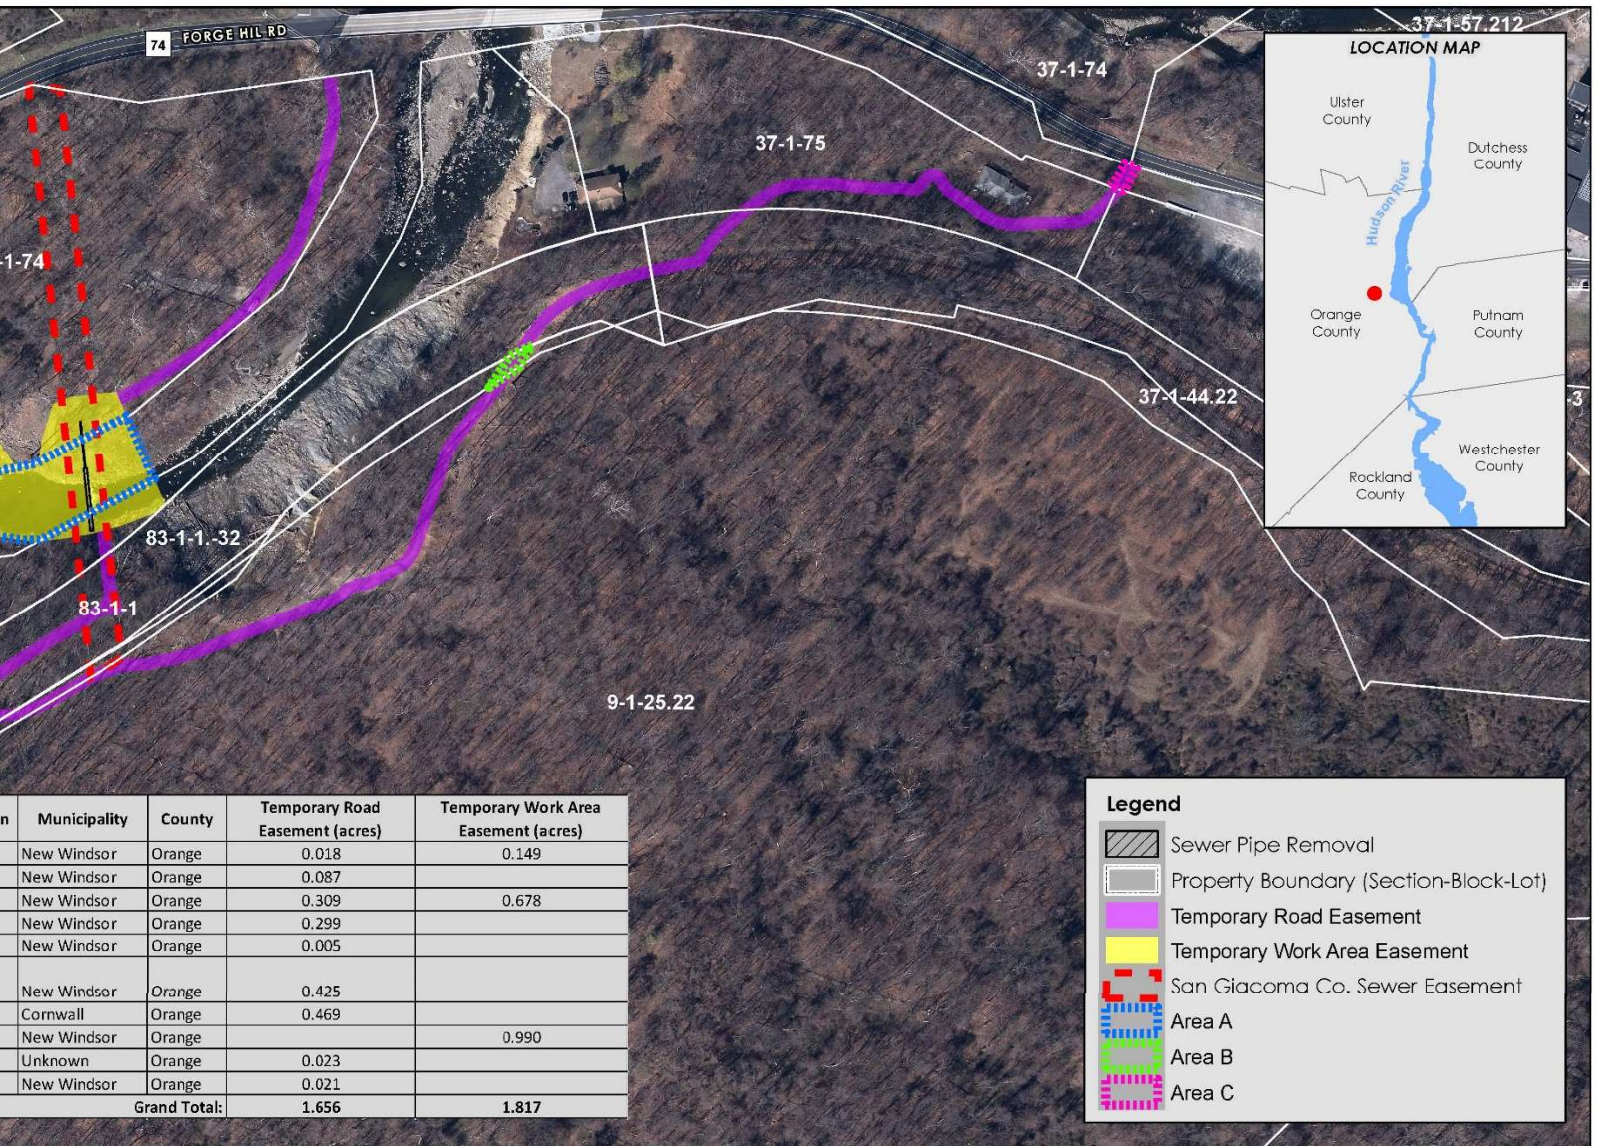 37-1-57.212
74 FORGE HIL RD
LOCATION MAP
37-1-74
Ulster
County
37-1-75
Dutchess
County
Hudson River
-1-74
Orange
County
Putnam
County
37-1-44.22
-3
Westchester
County
Rockland
County
83-1-1.-32
83-1-1
9-1-25.22
n Municipality County Temporary Road Easement (acres) Temporary Work Area Easement (acres)
New Windsor Orange 0.018 0.149
New Windsor Orange 0.087
New Windsor Orange 0.309 0.678
New Windsor Orange 0.299
New Windsor Orange 0.005
New Windsor Orange 0.425
Cornwall Orange 0.469
New Windsor Orange 0.990
Unknown Orange 0.023
New Windsor Orange 0.021
Grand Total: 1.656 1.817
Legend
Sewer Pipe Removal
Property Boundary (Section-Block-Lot)
Temporary Road Easement
Temporary Work Area Easement
San Giacoma Co. Sewer Easement
Area A
Area B
Area C